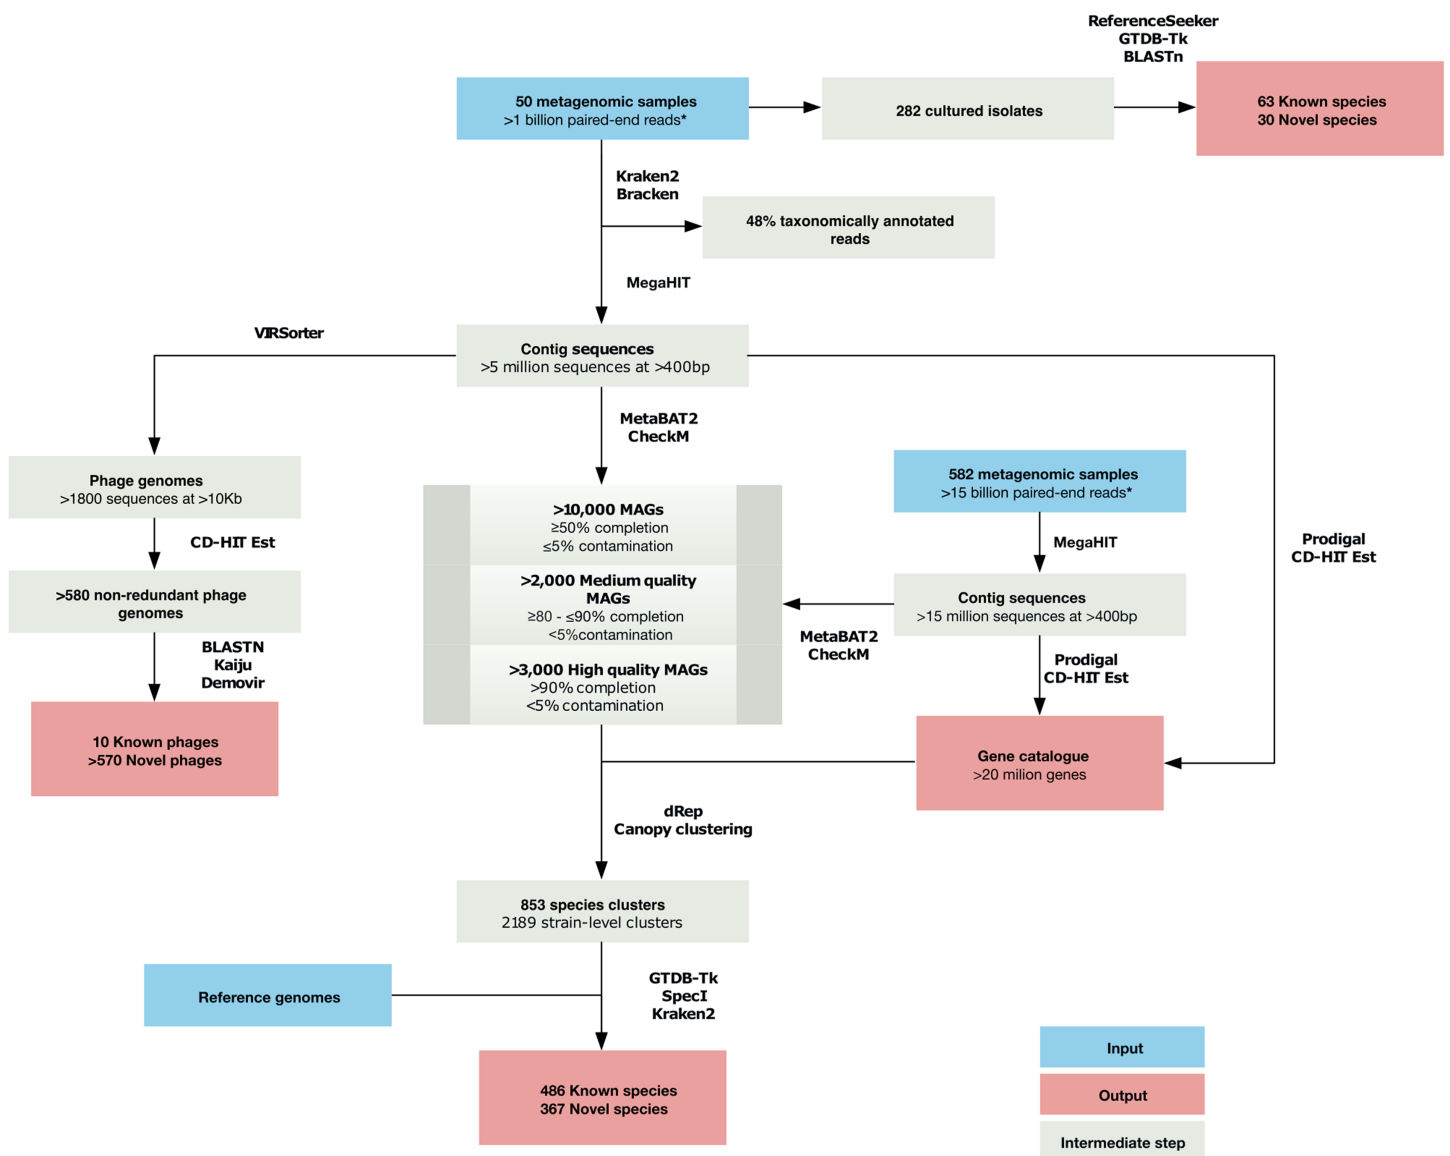 ReferenceSeeker
GTDB-Tk
BLASTn
50 metagenomic samples
>1 billion paired-end reads*
282 cultured isolates
63 Known species
30 Novel species
Kraken2
Bracken
48% taxonomically annotated
reads
MegaHIT
VIRSorter
Contig sequences
>5 million sequences at >400bp
MetaBAT2
CheckM
Phage genomes
>1800 sequences at >10Kb
CD-HIT Est
>580 non-redundant phage
genomes
BLASTN
Kaiju
Demovir
10 Known phages
>570 Novel phages
>10,000 MAGs
≥50% completion
≤5% contamination
>2,000 Medium quality
MAGs
≥80 - ≤90% completion
<5%contamination
>3,000 High quality MAGs
>90% completion
<5% contamination
582 metagenomic samples
>15 billion paired-end reads*
MegaHIT
Contig sequences
>15 million sequences at >400bp
MetaBAT2
CheckM
Prodigal
CD-HIT Est
Prodigal
CD-HIT Est
Gene catalogue
>20 milion genes
dRep
Canopy clustering
853 species clusters
2189 strain-level clusters
Reference genomes
GTDB-Tk
SpecI
Kraken2
486 Known species
367 Novel species
Input
Output
Intermediate step